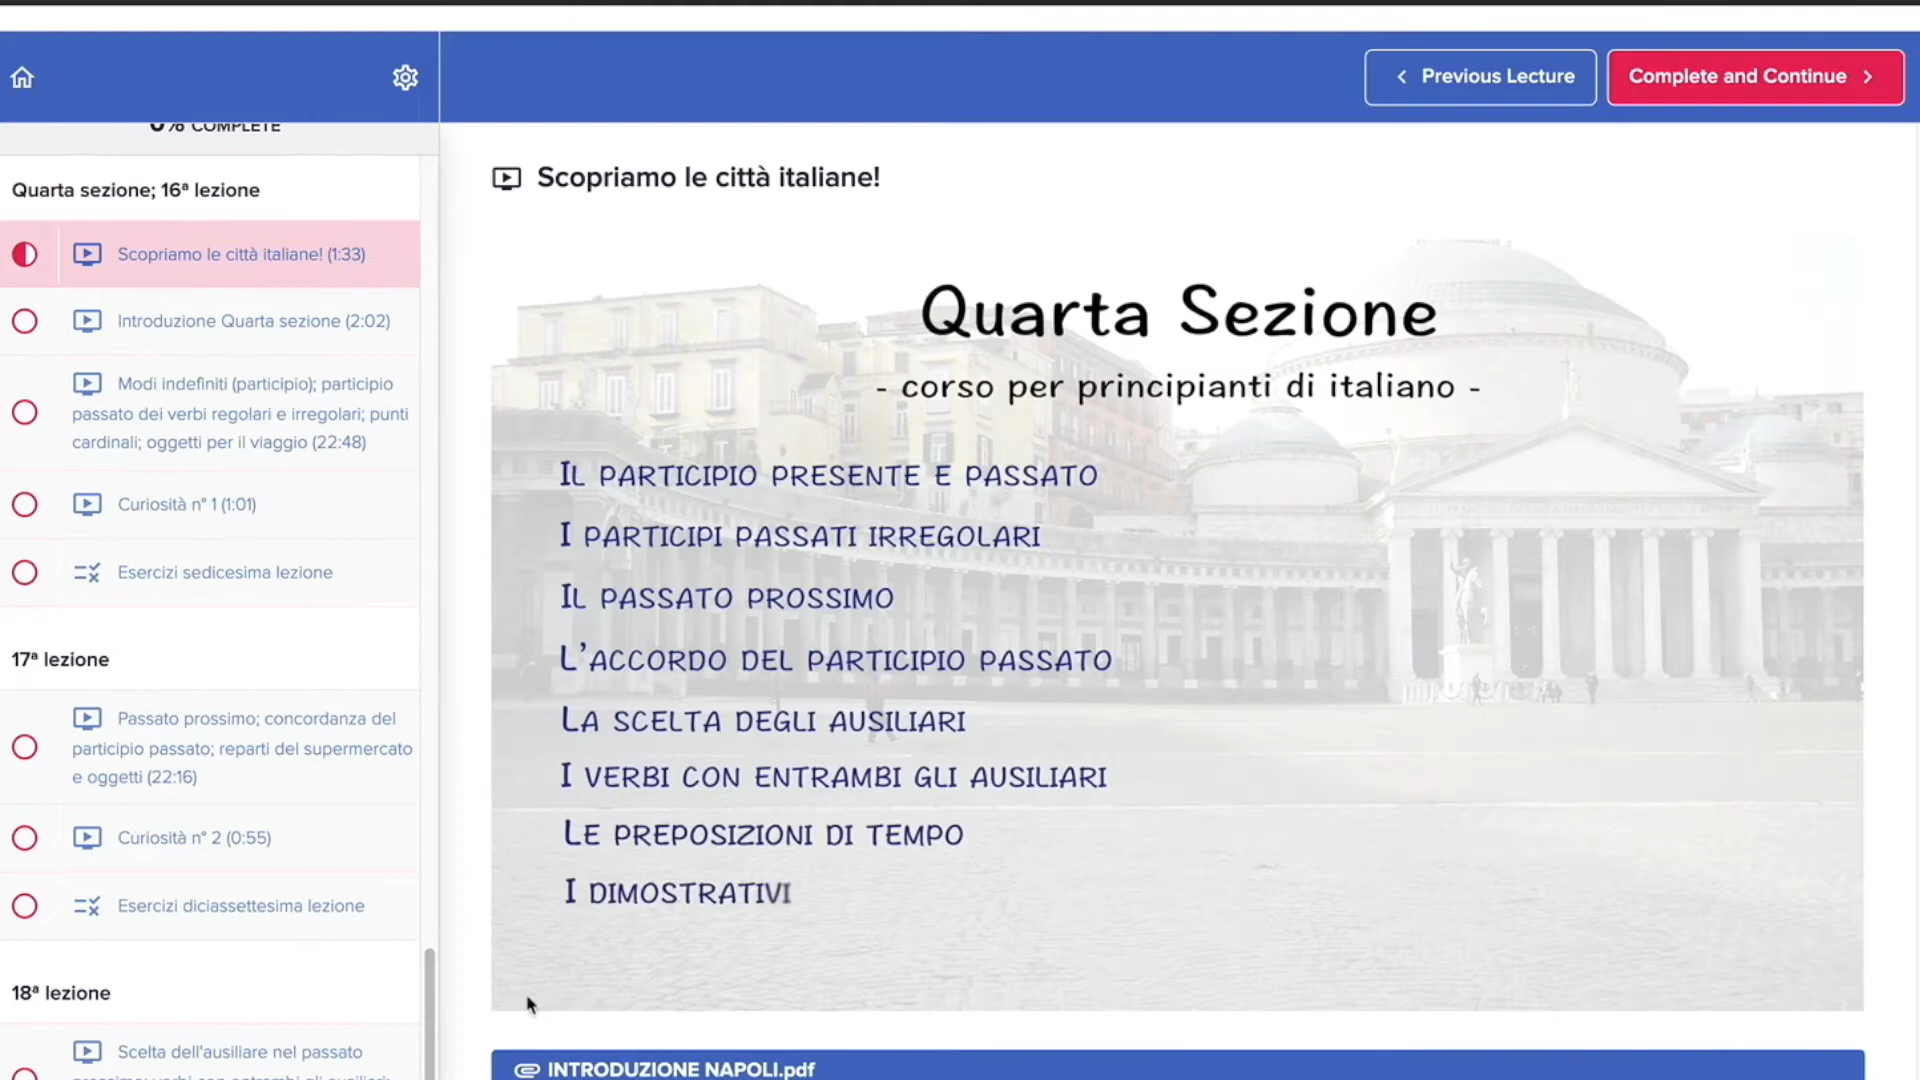 Previous Lecture
Complete and Continue
0% COMPLETE
Quarta sezione; 16ª lezione
Scopriamo le città italiane! (1:33)
Introduzione Quarta sezione (2:02)
Modi indefiniti (participio); participio
passato dei verbi regolari e irregolari; punti
cardinali; oggetti per il viaggio (22:48)
Curiosità n° 1 (1:01)
Esercizi sedicesima lezione
17ª lezione
Passato prossimo; concordanza del
participio passato; reparti del supermercato
e oggetti (22:16)
Curiosità n° 2 (0:55)
Esercizi diciassettesima lezione
18ª lezione
Scelta dell'ausiliare nel passato
Scopriamo le città italiane!
Quarta Sezione
- corso per principianti di italiano -
IL PARTICIPIO PRESENTE E PASSATO
I PARTICIPI PASSATI IRREGOLARI
IL PASSATO PROSSIMO
L'ACCORDO DEL PARTICIPIO PASSATO
LA SCELTA DEGLI AUSILIARI
I VERBI CON ENTRAMBI GLI AUSILIARI
LE PREPOSIZIONI DI TEMPO
I DIMOSTRATIVI
INTRODUZIONE NAPOLI.pdf